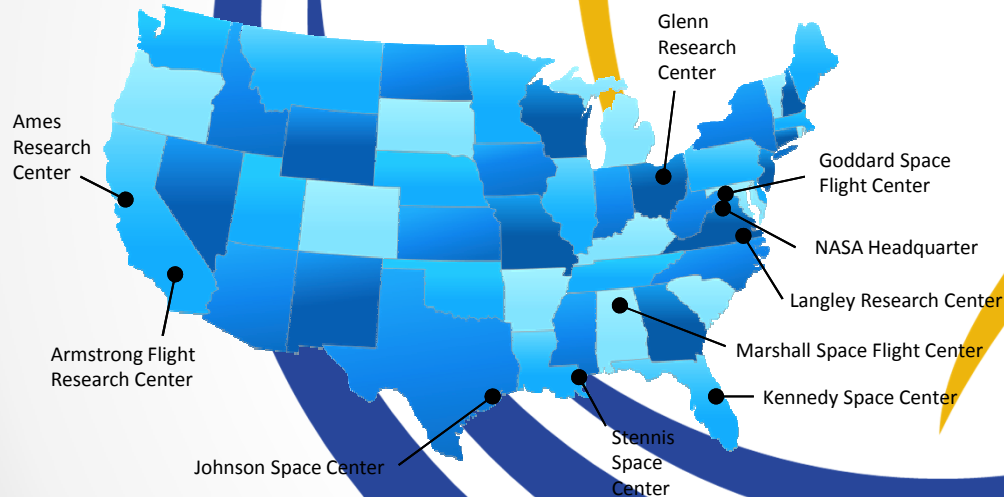 Glenn
Research
Center
Ames
Research
Center
Goddard Space
Flight Center
NASA Headquarter
Langley Research Center
Armstrong Flight
Research Center
Marshall Space Flight Center
Kennedy Space Center
Stennis
Space
Center
Johnson Space Center